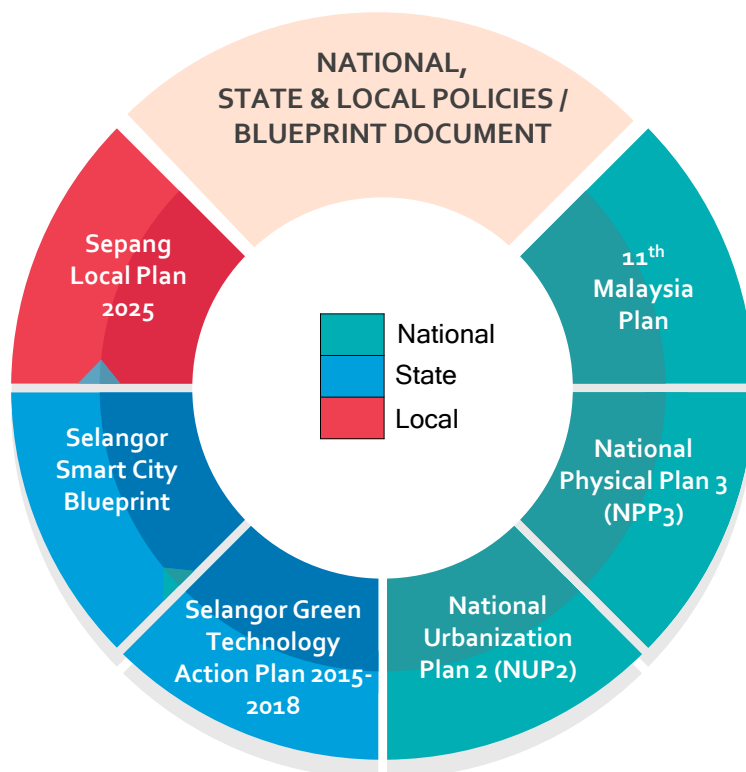 NATIONAL,
STATE & LOCAL POLICIES /
BLUEPRINT DOCUMENT
11th
Malaysia
Plan
National
Physical Plan 3
(NPP3)
National
Urbanization
Plan 2 (NUP2)
Selangor Green
Technology
Action Plan 2015-
2018
Selangor
Smart City
Blueprint
Sepang
Local Plan
2025
National
State
Local